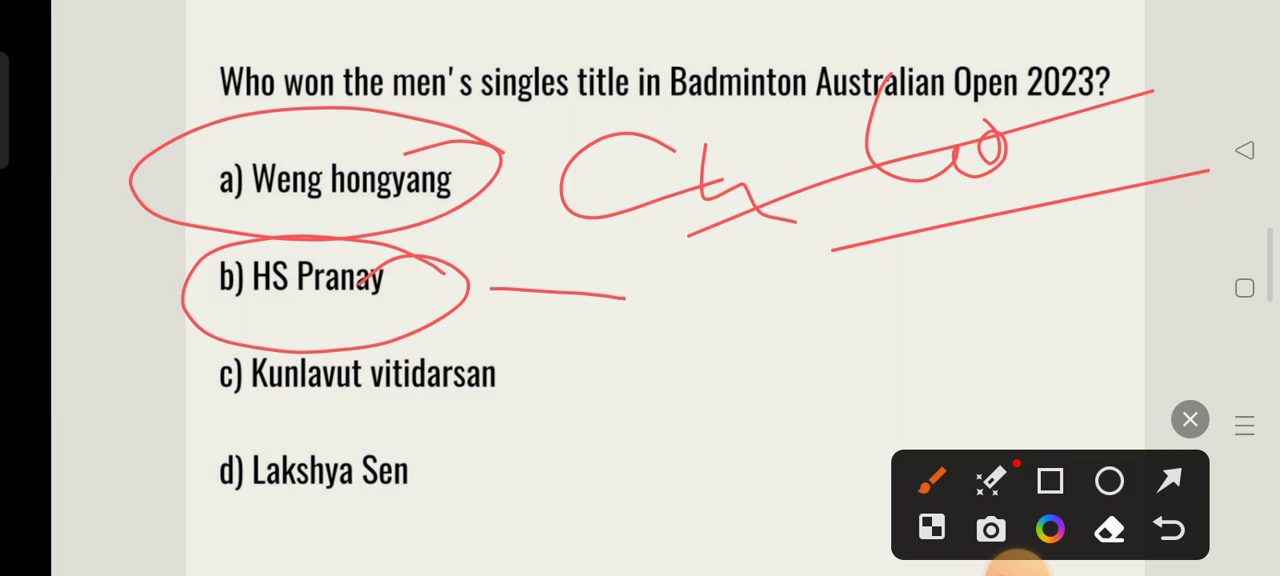 Who won the men's singles title in Badminton Australian Open 2023?
a) Weng hongyang
b) HS Pranay
c) Kunlavut vitidarsan
d) Lakshya Sen